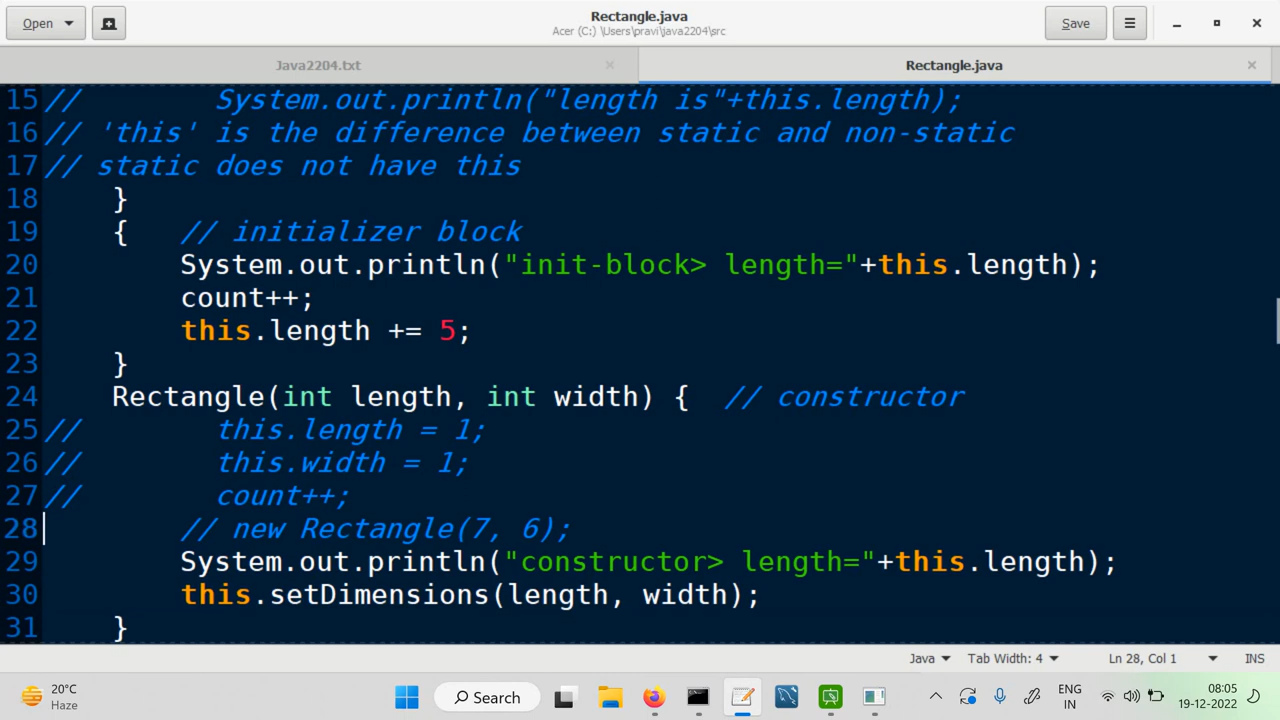 Open
Rectangle.java
Acer (C:) \Users\pravi\java2204\src
Save
Java2204.txt
Rectangle.java
15 //        System.out.println("length is"+this.length);
16 // 'this' is the difference between static and non-static
17 // static does not have this
18     }
19     {   // initializer block
20         System.out.println("init-block> length="+this.length);
21         count++;
22         this.length += 5;
23     }
24     Rectangle(int length, int width) {  // constructor
25 //        this.length = 1;
26 //        this.width = 1;
27 //        count++;
28         // new Rectangle(7, 6);
29         System.out.println("constructor> length="+this.length);
30         this.setDimensions(length, width);
31     }
Java Tab Width: 4 Ln 28, Col 1 INS
20°C
Haze
Search
ENG
IN
08:05
19-12-2022